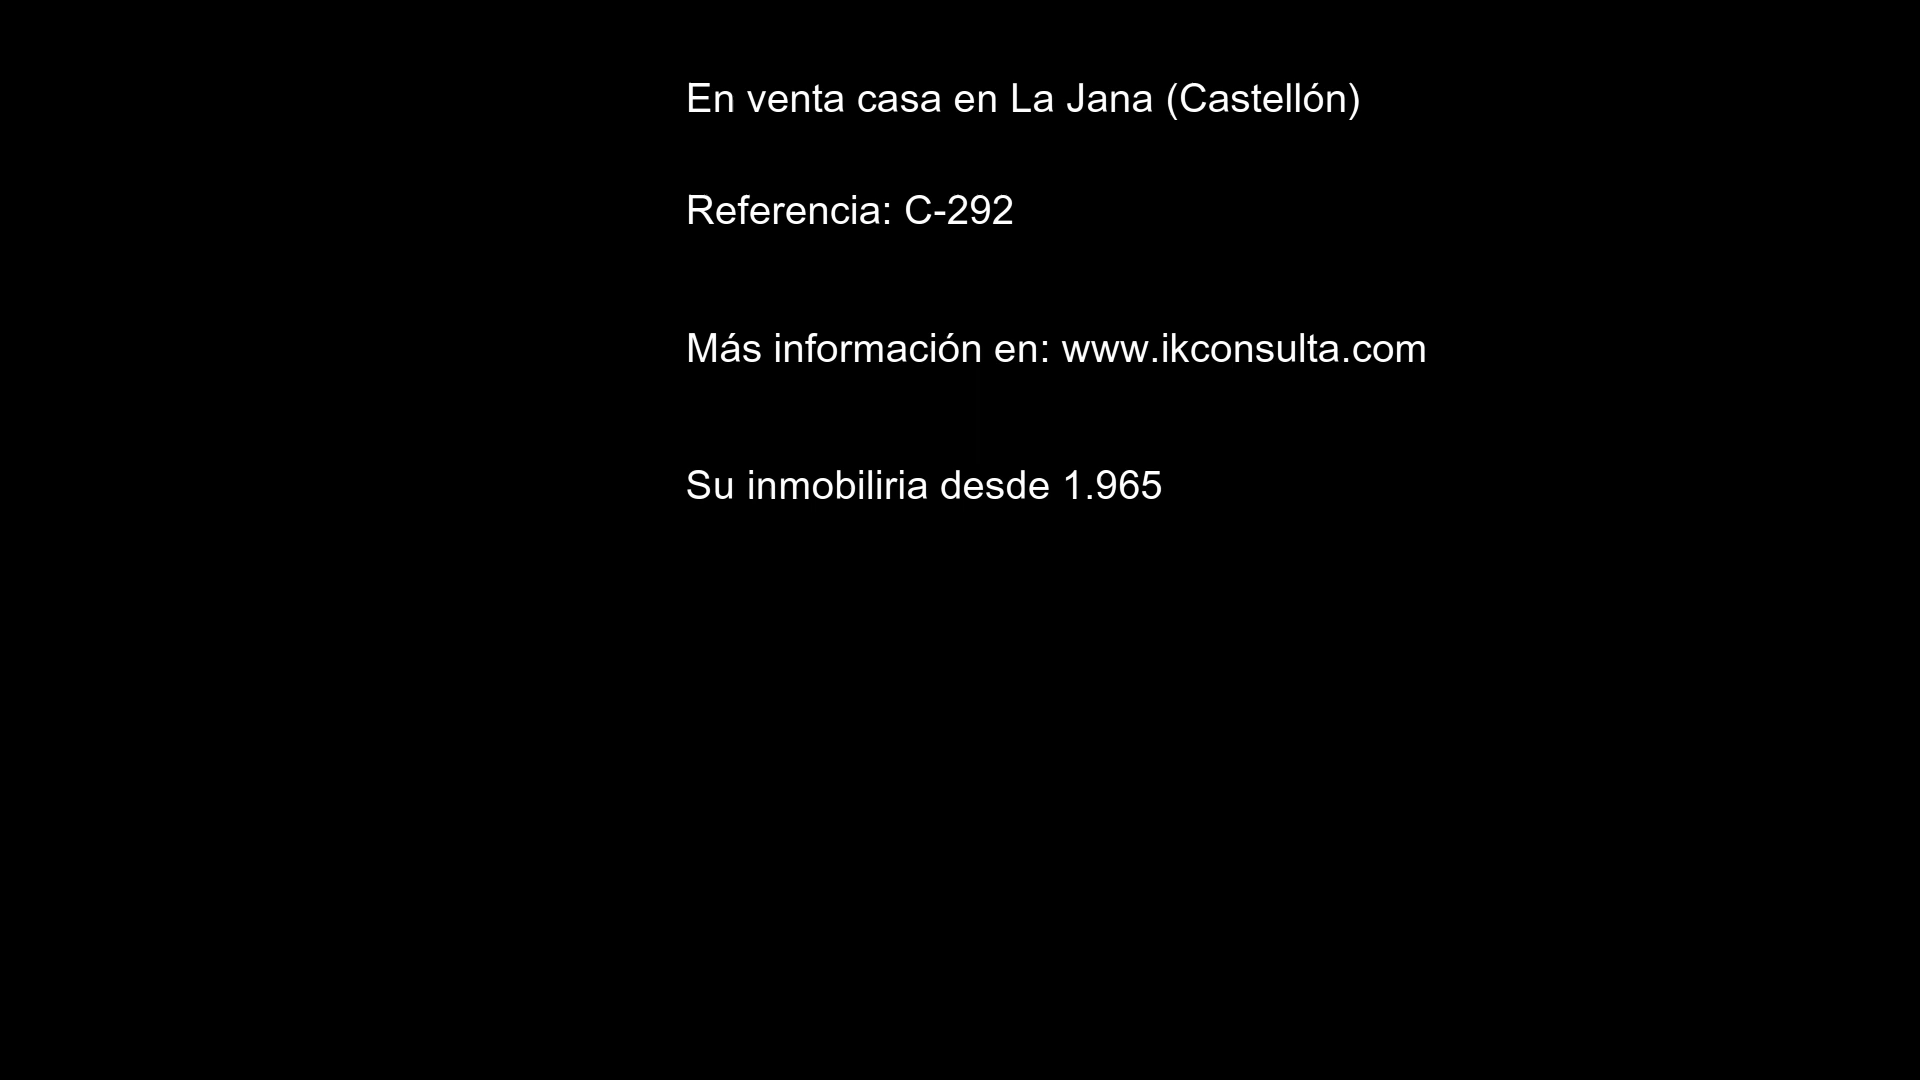 En venta casa en La Jana (Castellón)
Referencia: C-292
Más información en: www.ikconsulta.com
Su inmobiliria desde 1.965